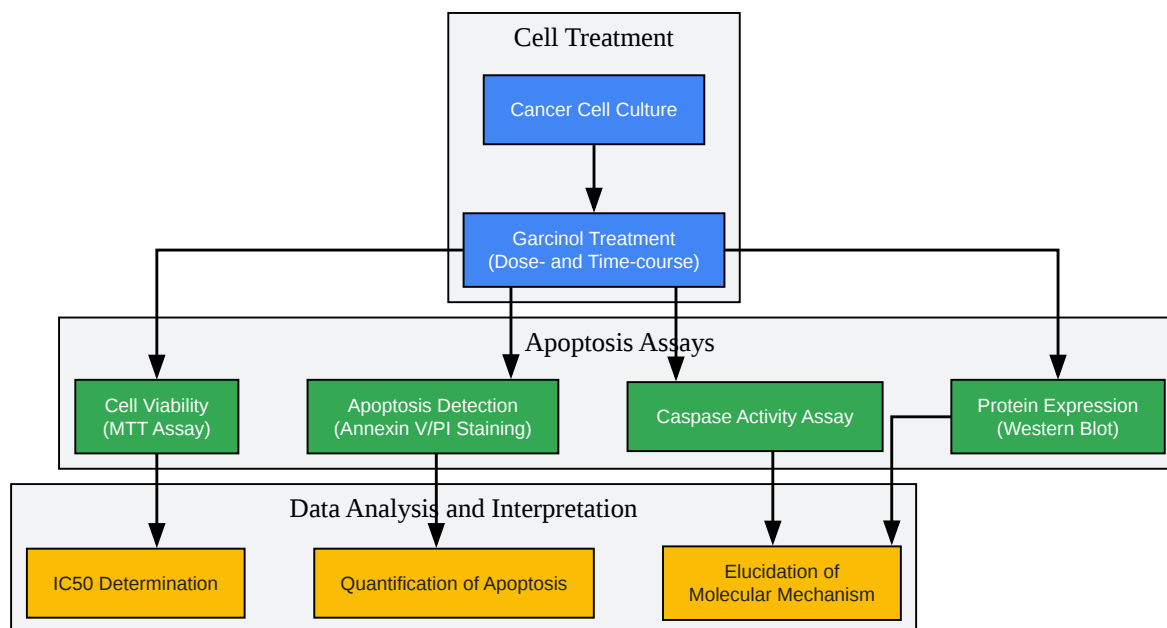 Cell Treatment
Cancer Cell Culture
Garcinol Treatment
(Dose- and Time-course)
Apoptosis Assays
Cell Viability
(MTT Assay)
Apoptosis Detection
(Annexin V/PI Staining)
Caspase Activity Assay
Protein Expression
(Western Blot)
Data Analysis and Interpretation
IC50 Determination
Quantification of Apoptosis
Elucidation of
Molecular Mechanism